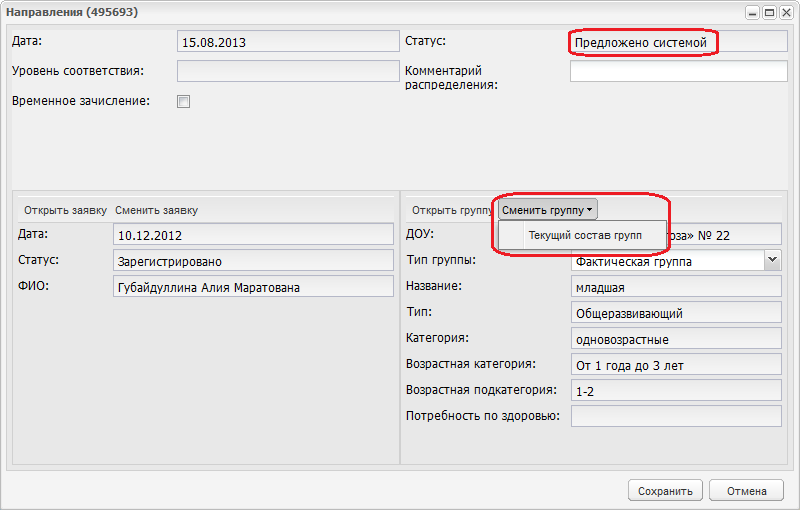 Направления (495693)
Дата: 15.08.2013 Статус: Предложено системой
Уровень соответствия: Комментарий распределения:
Временное зачисление:
Открыть заявку Сменить заявку
Дата: 10.12.2012
Статус: Зарегистрировано
ФИО: Губайдуллина Алия Маратована
Открыть группу Сменить группу
Текущий состав групп
ДОУ: № 22
Тип группы: Фактическая группа
Название: младшая
Тип: Общеразвивающий
Категория: одновозрастные
Возрастная категория: От 1 года до 3 лет
Возрастная подкатегория: 1-2
Потребность по здоровью:
Сохранить Отмена